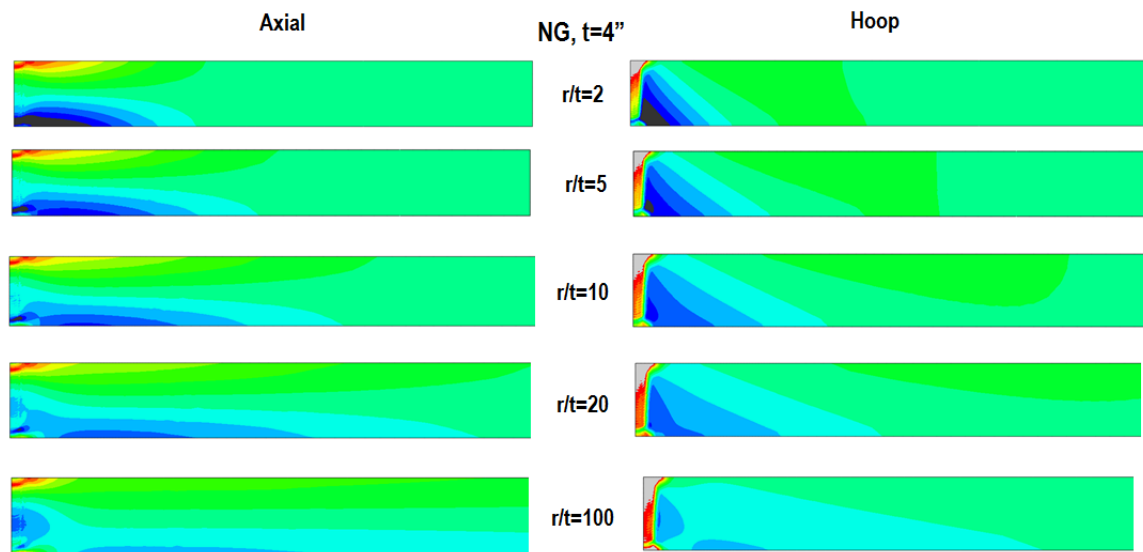 Axial
NG, t=4”
Hoop
r/t=2
r/t=5
r/t=10
r/t=20
r/t=100